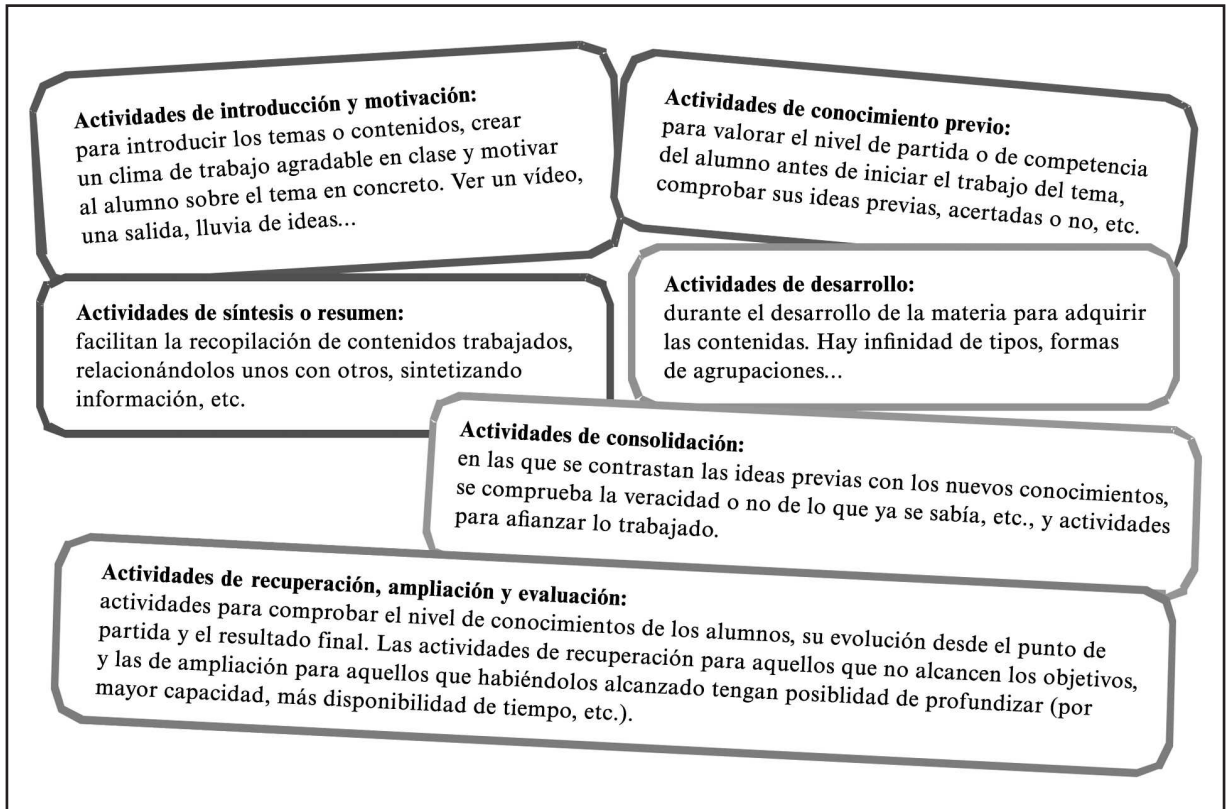 Actividades de introducción y motivación:
para introducir los temas o contenidos, crear
un clima de trabajo agradable en clase y motivar
al alumno sobre el tema en concreto. Ver un vídeo,
una salida, lluvia de ideas...
Actividades de conocimiento previo:
para valorar el nivel de partida o de competencia
del alumno antes de iniciar el trabajo del tema,
comprobar sus ideas previas, acertadas o no, etc.
Actividades de síntesis o resumen:
facilitan la recopilación de contenidos trabajados,
relacionándolos unos con otros, sintetizando
información, etc.
Actividades de desarrollo:
durante el desarrollo de la materia para adquirir
las contenidas. Hay infinidad de tipos, formas
de agrupaciones...
Actividades de consolidación:
en las que se contrastan las ideas previas con los nuevos conocimientos,
se comprueba la veracidad o no de lo que ya se sabía, etc., y actividades
para afianzar lo trabajado.
Actividades de recuperación, ampliación y evaluación:
actividades para comprobar el nivel de conocimientos de los alumnos, su evolución desde el punto de
partida y el resultado final. Las actividades de recuperación para aquellos que no alcancen los objetivos,
y las de ampliación para aquellos que habiéndolos alcanzado tengan posiblidad de profundizar (por
mayor capacidad, más disponibilidad de tiempo, etc.).